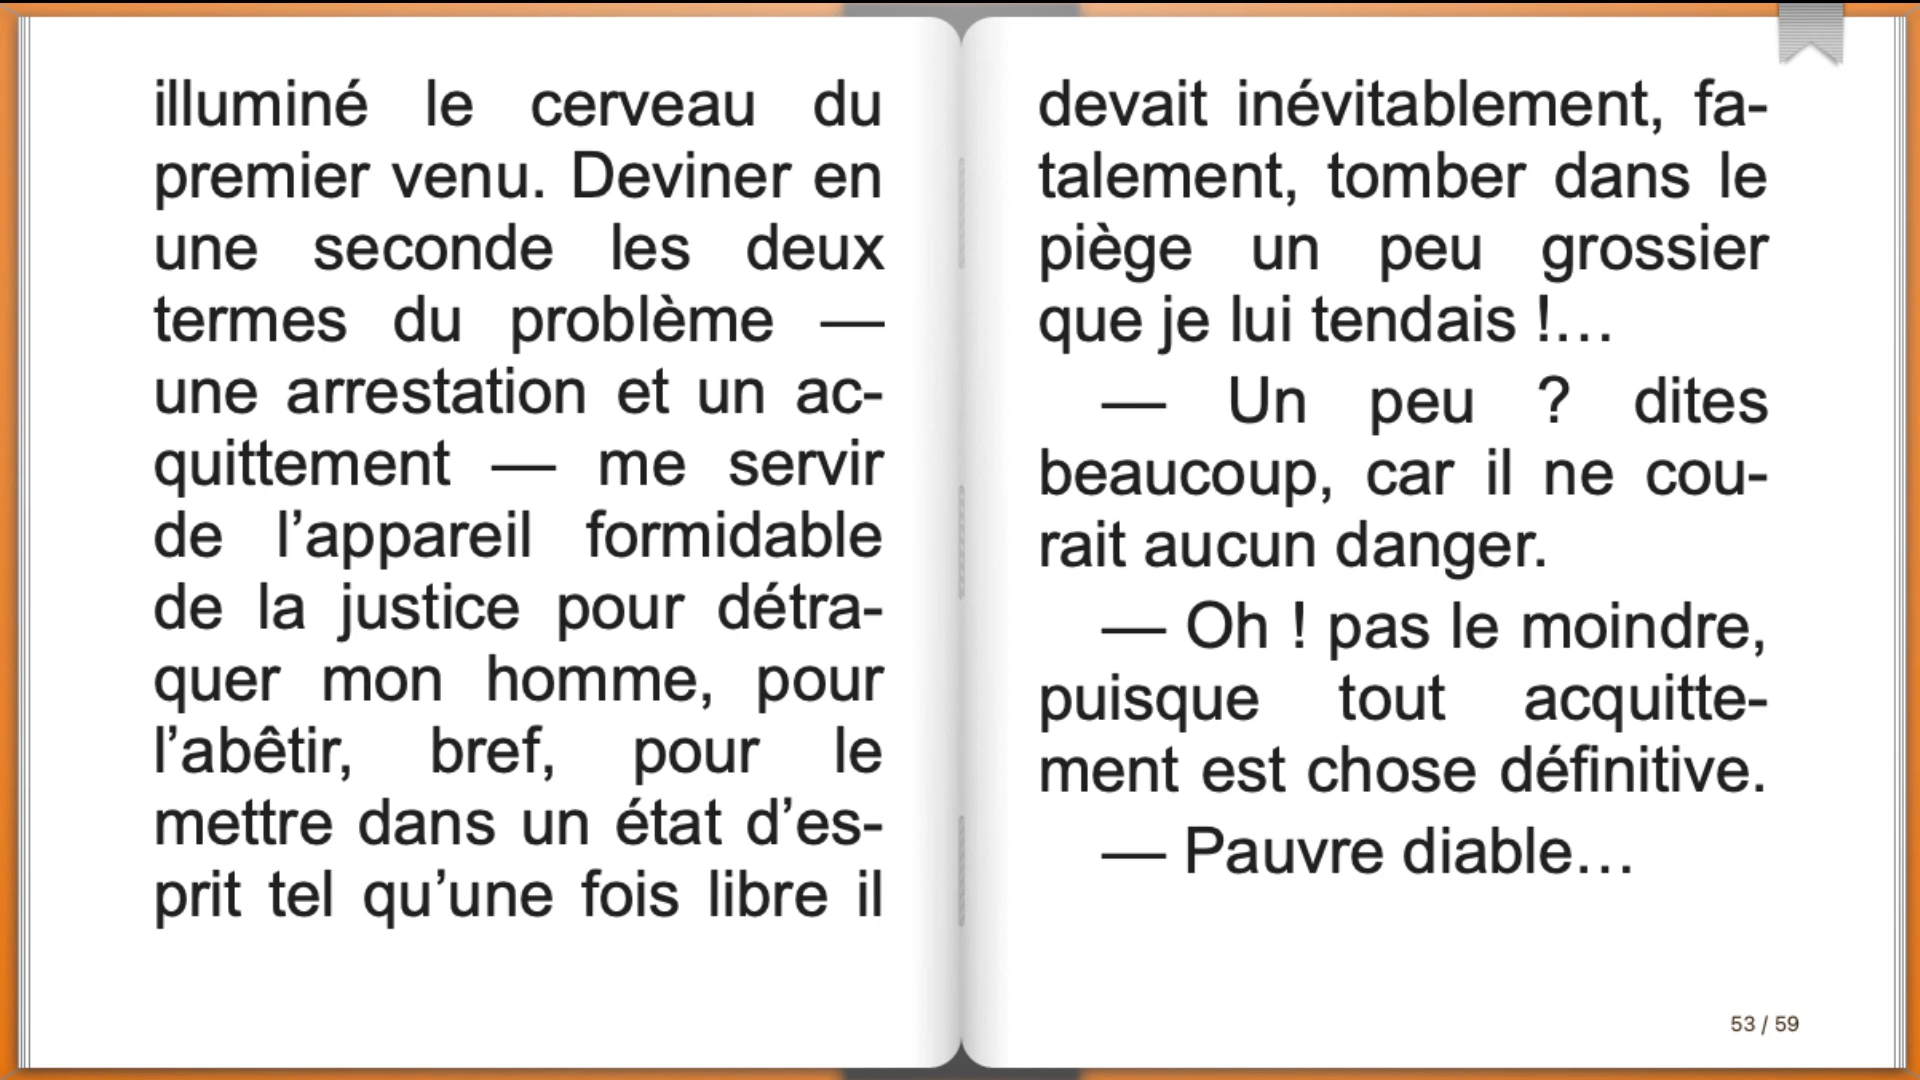 illuminé le cerveau du
premier venu. Deviner en
une seconde les deux
termes du problème —
une arrestation et un ac-
quittement — me servir
de l’appareil formidable
de la justice pour détra-
quer mon homme, pour
l’abêtir, bref, pour le
mettre dans un état d’es-
prit tel qu’une fois libre il
devait inévitablement, fa-
talement, tomber dans le
piège un peu grossier
que je lui tendais !…
— Un peu ? dites
beaucoup, car il ne cou-
rait aucun danger.
— Oh ! pas le moindre,
puisque tout acquitte-
ment est chose définitive.
— Pauvre diable…
53 / 59